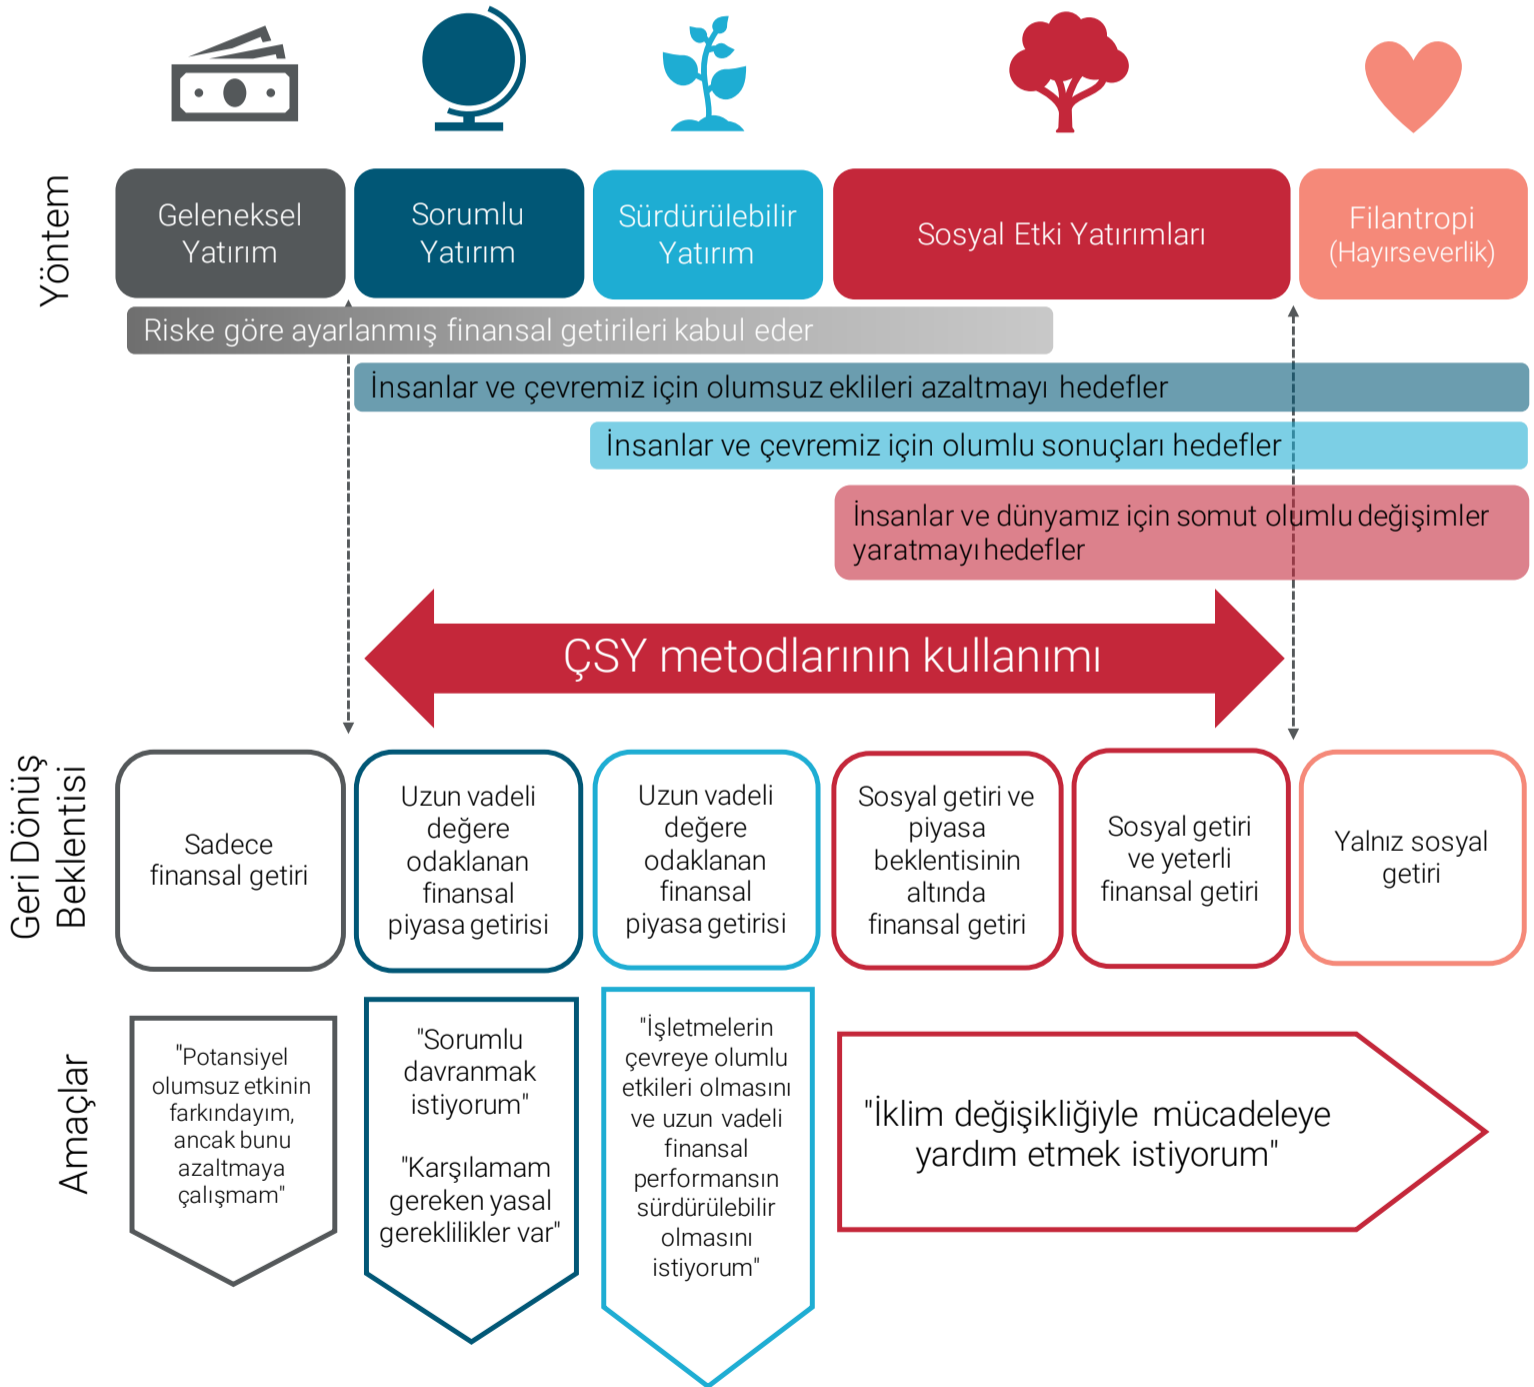 Yöntem
Geleneksel
Yatırım
Sorumlu
Yatırım
Sürdürülebilir
Yatırım
Sosyal Etki Yatırımları
Filantropi
(Hayırseverlik)
Riske göre ayarlanmış finansal getirileri kabul eder
İnsanlar ve çevremiz için olumsuz eklileri azaltmayı hedefler
İnsanlar ve çevremiz için olumlu sonuçları hedefler
İnsanlar ve dünyamız için somut olumlu değişimler
yaratmayı hedefler
ÇSY metodlarının kullanımı
Geri Dönüş
Beklentisi
Sadece
finansal getiri
Uzun vadeli
değere
odaklanan
finansal
piyasa getirisi
Uzun vadeli
değere
odaklanan
finansal
piyasa getirisi
Sosyal getiri ve
piyasa
beklentisinin
altında
finansal getiri
Sosyal getiri
ve yeterli
finansal getiri
Yalnız sosyal
getiri
Amaçlar
"Potansiyel
olumsuz etkinin
farkındayım,
ancak bunu
azaltmaya
çalışmam"
"Sorumlu
davranmak
istiyorum"
"Karşılamam
gereken yasal
gereklilikler var"
"İşletmelerin
çevreye olumlu
etkileri olmasını
ve uzun vadeli
finansal
performansın
sürdürülebilir
olmasını
istiyorum"
"İklim değişikliğiyle mücadeleye
yardım etmek istiyorum"